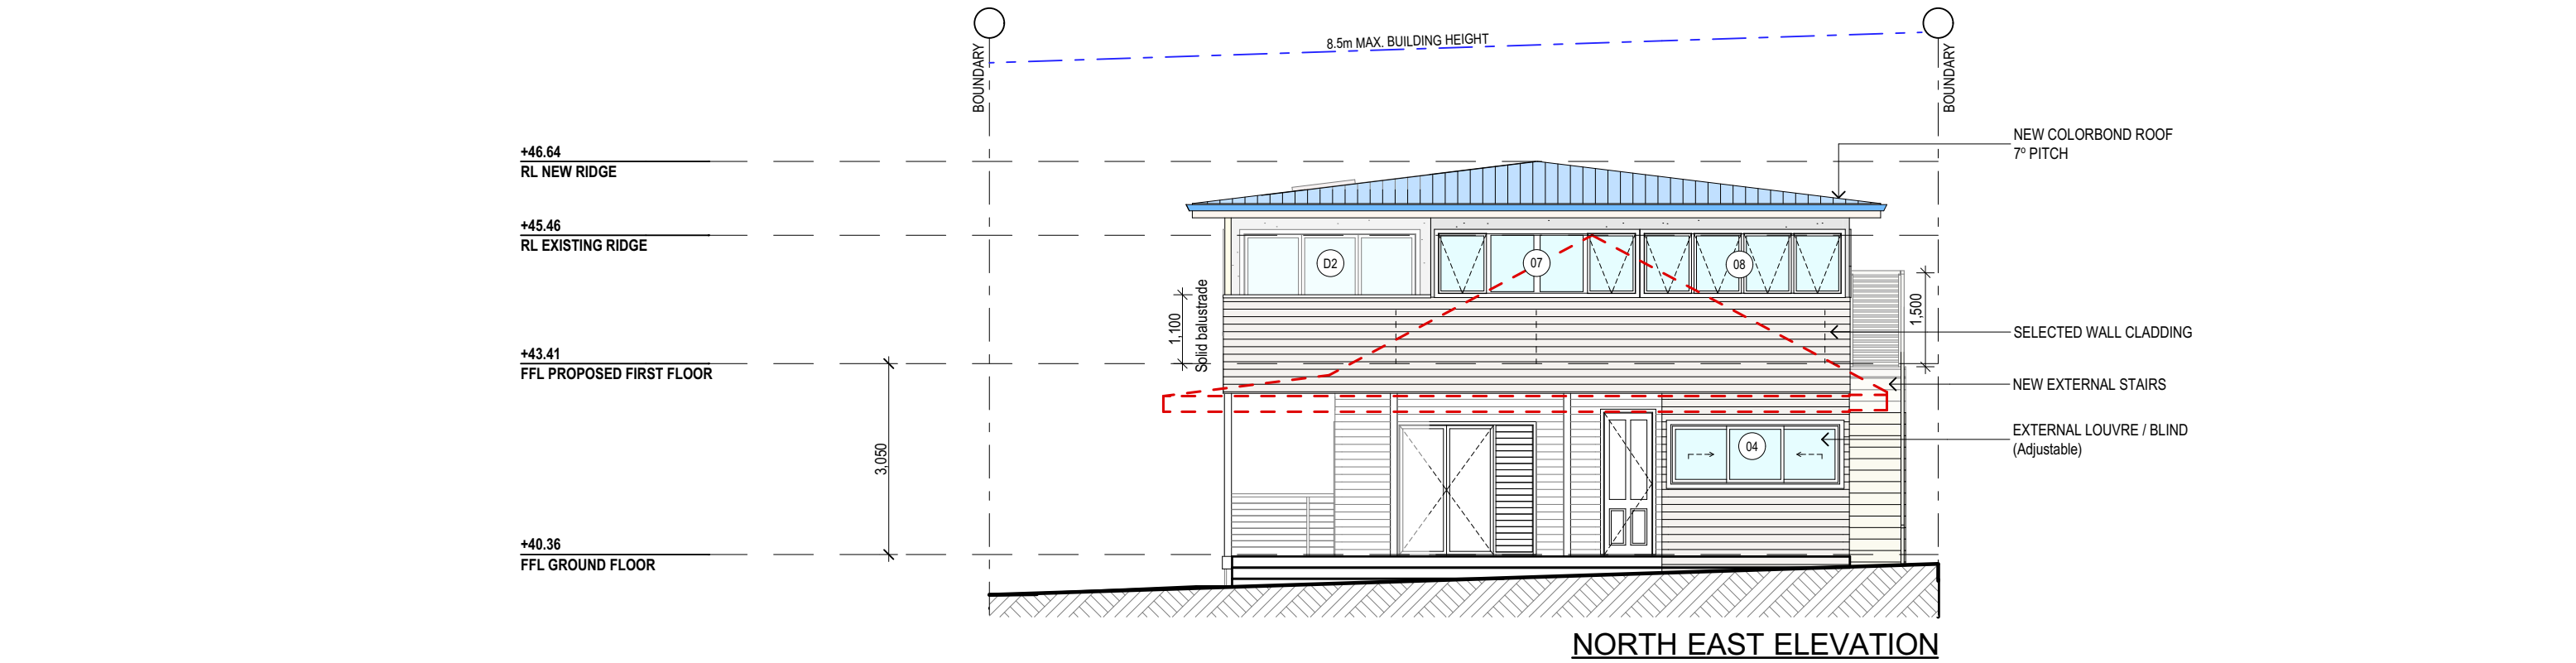 8.5m MAX. BUILDING HEIGHT
BOUNDARY
BOUNDARY
+46.64
RL NEW RIDGE
+45.46
RL EXISTING RIDGE
+43.41
FFL PROPOSED FIRST FLOOR
+40.36
FFL GROUND FLOOR
3,050
1,100
Solid balustrade
D2
07
08
04
1,500
NEW COLORBOND ROOF
7º PITCH
SELECTED WALL CLADDING
NEW EXTERNAL STAIRS
EXTERNAL LOUVRE / BLIND
(Adjustable)
NORTH EAST ELEVATION